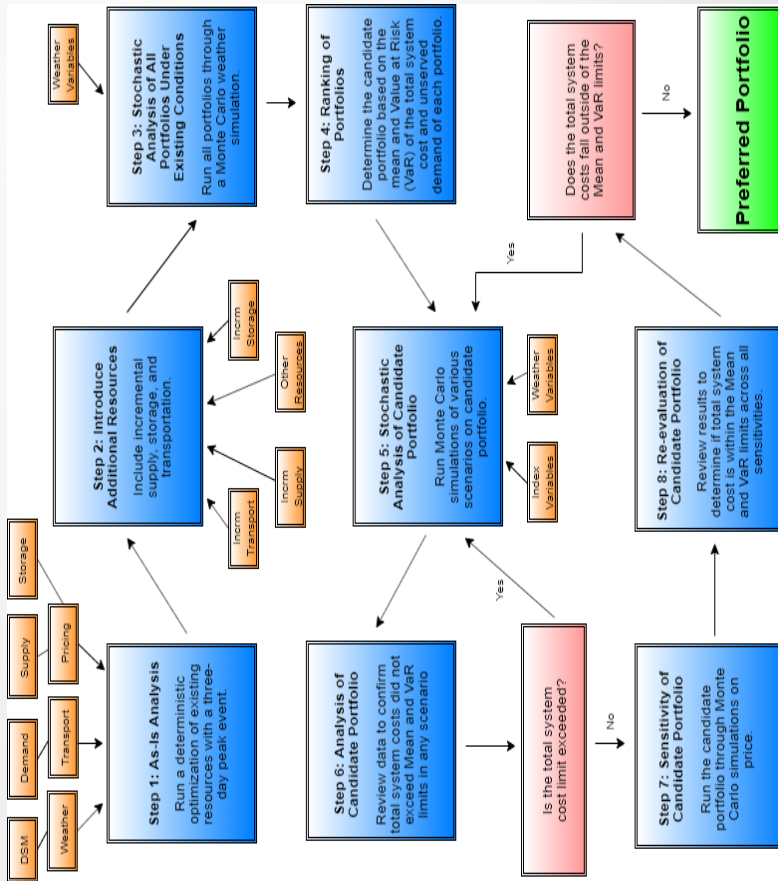 DSM
Demand
Supply
Storage
Weather
Transport
Pricing
Step 1: As-Is Analysis
Run a deterministic
optimization of existing
resources with a three-
day peak event.
Step 2: Introduce
Additional Resources
Include incremental
supply, storage, and
transportation.
Incrm
Transport
Incrm
Supply
Other
Resources
Incrm
Storage
Weather
Variables
Step 3: Stochastic
Analysis of All
Portfolios Under
Existing Conditions
Run all portfolios through
a Monte Carlo weather
simulation.
Step 4: Ranking of
Portfolios
Determine the candidate
portfolio based on the
mean and Value at Risk
(VaR) of the total system
cost and unserved
demand of each portfolio.
Step 5: Stochastic
Analysis of Candidate
Portfolio
Run Monte Carlo
simulations of various
scenarios on candidate
portfolio.
Index
Variables
Weather
Variables
Step 6: Analysis of
Candidate Portfolio
Review data to confirm
total system costs did not
exceed Mean and VaR
limits in any scenario
Is the total system
cost limit exceeded?
Yes
No
Step 7: Sensitivity of
Candidate Portfolio
Run the candidate
portfolio through Monte
Carlo simulations on
price.
Step 8: Re-evaluation of
Candidate Portfolio
Review results to
determine if total system
cost is within the Mean
and VaR limits across all
sensitivities.
Does the total system
costs fall outside of the
Mean and VaR limits?
Yes
No
Preferred Portfolio